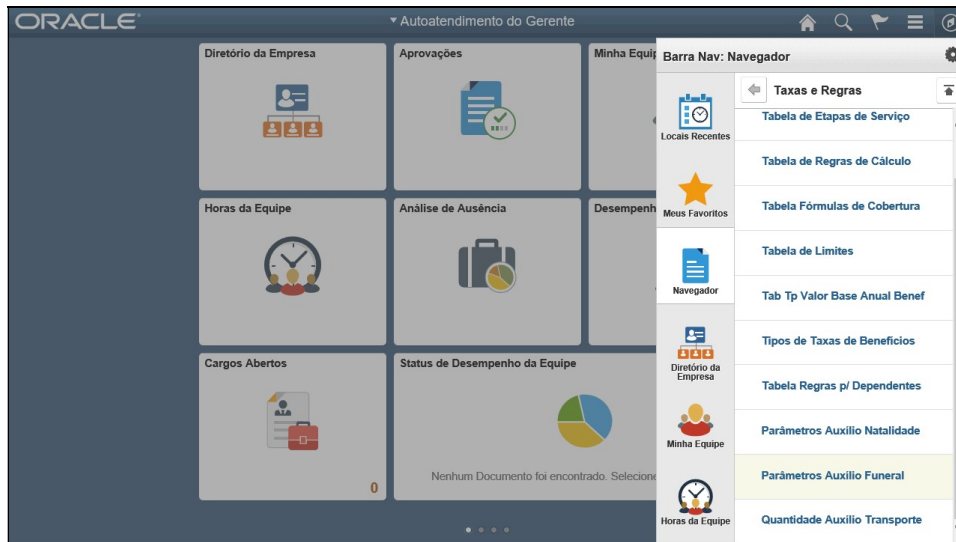 ORACLE
Autoatendimento do Gerente
Diretório da Empresa
Aprovações
Minha Equip
Horas da Equipe
Análise de Ausência
Desempenh
Cargos Abertos
0
Status de Desempenho da Equipe
Nenhum Documento foi encontrado. Selecione
Barra Nav: Navegador
Locais Recentes
Meus Favoritos
Navegador
Diretório da
Empresa
Minha Equipe
Horas da Equipe
Taxas e Regras
Tabela de Etapas de Serviço
Tabela de Regras de Cálculo
Tabela Fórmulas de Cobertura
Tabela de Limites
Tab Tp Valor Base Anual Benef
Tipos de Taxas de Benefícios
Tabela Regras p/ Dependentes
Parâmetros Auxílio Natalidade
Parâmetros Auxílio Funeral
Quantidade Auxílio Transporte